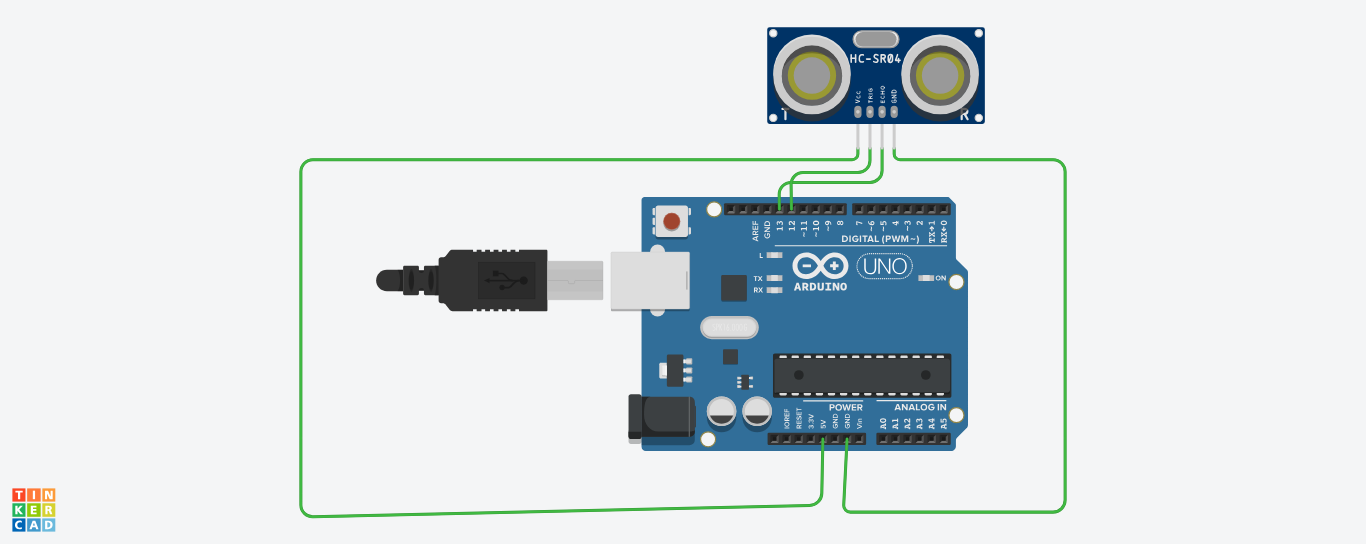 HC-SR04
VCC
TRIG
ECHO
GND
T
R
AREF
GND
13
12
~11
~10
~9
8
7
~6
~5
4
~3
2
TX→1
RX←0
DIGITAL (PWM~)
L
TX
RX
ARDUINO
UNO
ON
POWER
ANALOG IN
IOREF
RESET
3.3V
5V
GND
GND
Vin
A0
A1
A2
A3
A4
A5
TIN
KER
CAD